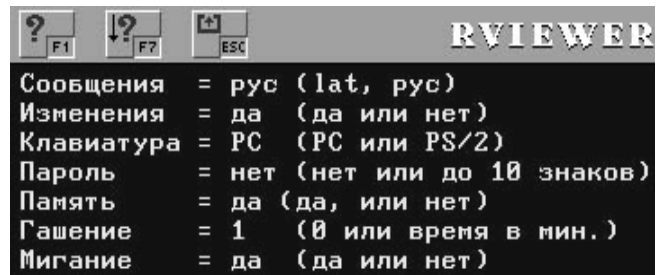 ? F1 ↓? F7 ESC RVIEWER
Сообщения = рус (lat, рус)
Изменения = да (да или нет)
Клавиатура = PC (PC или PS/2)
Пароль = нет (нет или до 10 знаков)
Память = да (да, или нет)
Гашение = 1 (0 или время в мин.)
Мигание = да (да или нет)